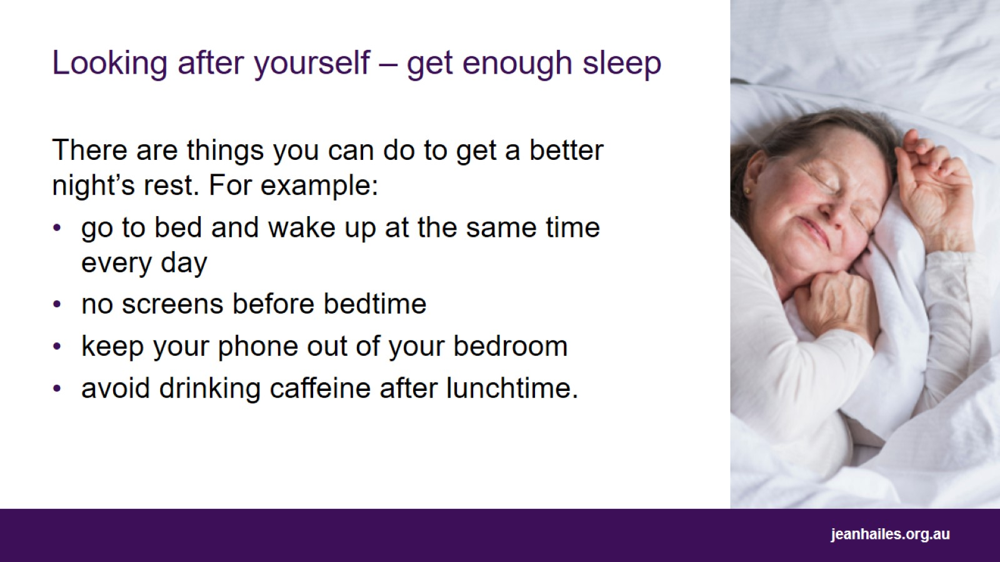 Looking after yourself – get enough sleep
There are things you can do to get a better
night’s rest. For example:
• go to bed and wake up at the same time
every day
• no screens before bedtime
• keep your phone out of your bedroom
• avoid drinking caffeine after lunchtime.
jeanhailes.org.au